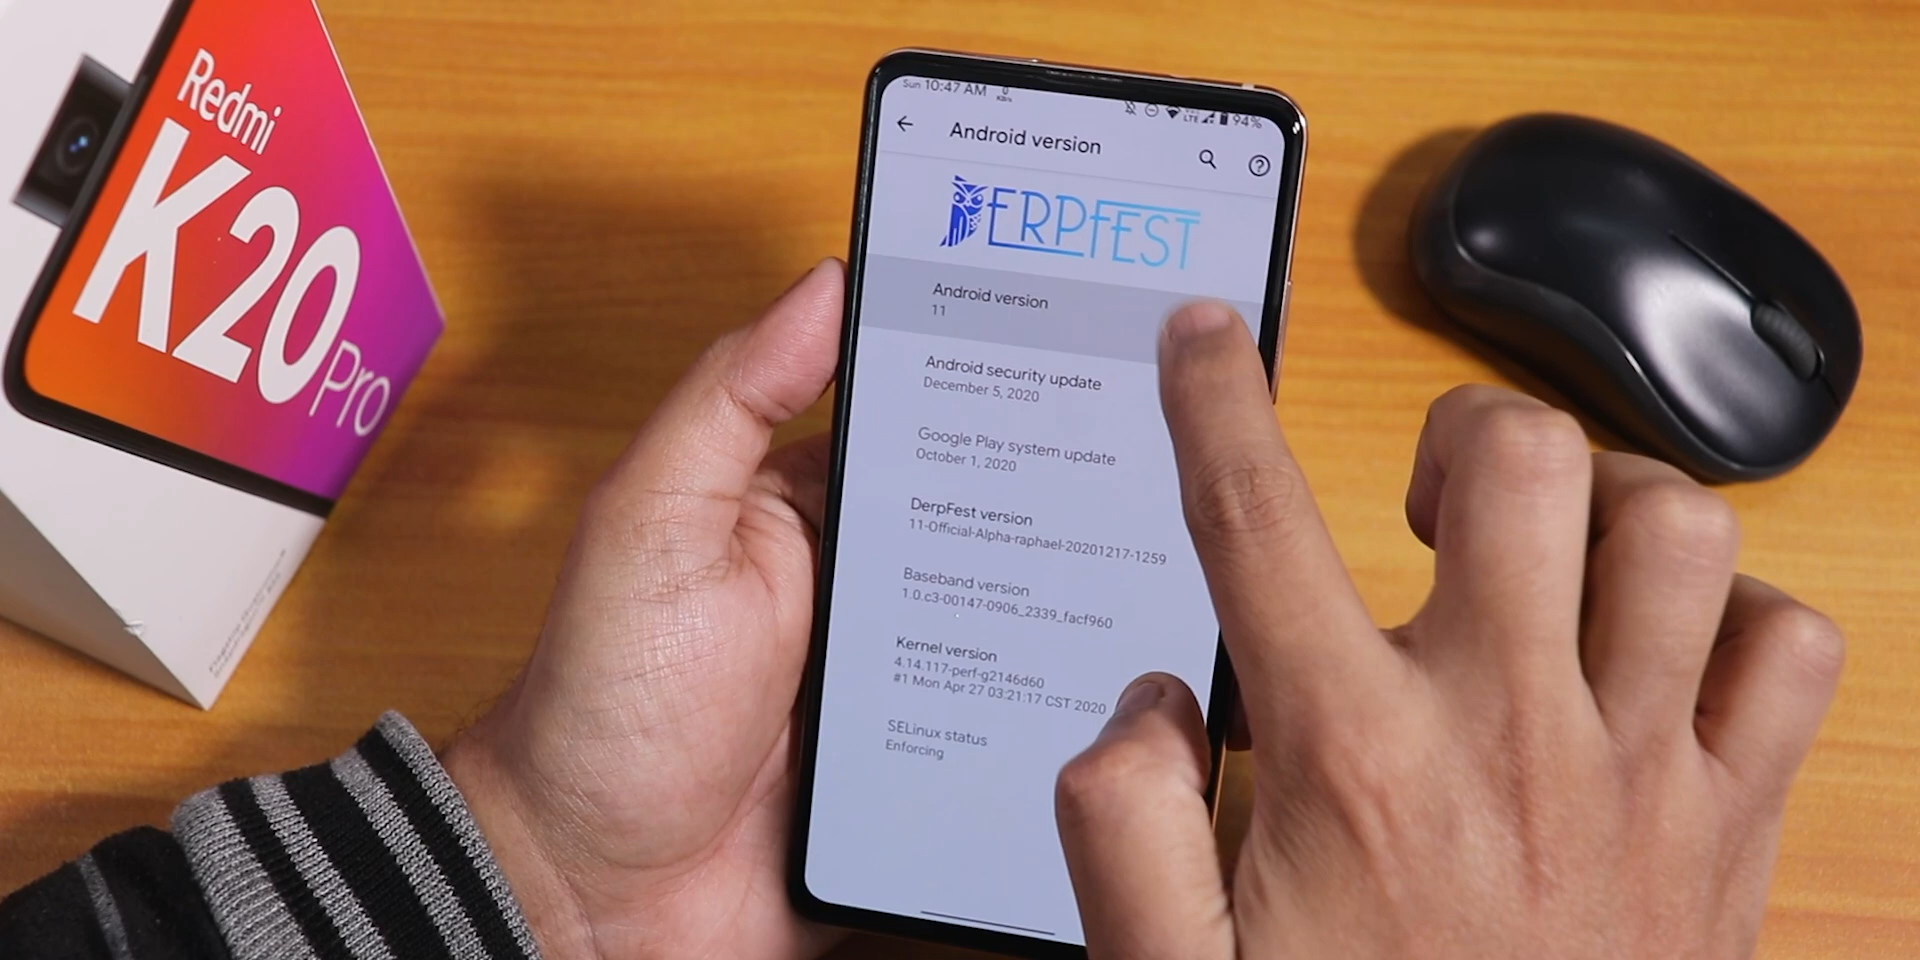 Redmi
K20 Pro
Sun 10:47 AM
0
LTE
94%
Android version
DERPFEST
Android version
11
Android security update
December 5, 2020
Google Play system update
October 1, 2020
DerpFest version
11-Official-Alpha-raphael-20201217-1259
Baseband version
1.0.c3-00147-0906_2339_facf960
Kernel version
4.14.117-perf-g2146d60
#1 Mon Apr 27 03:21:17 CST 2020
SELinux status
Enforcing